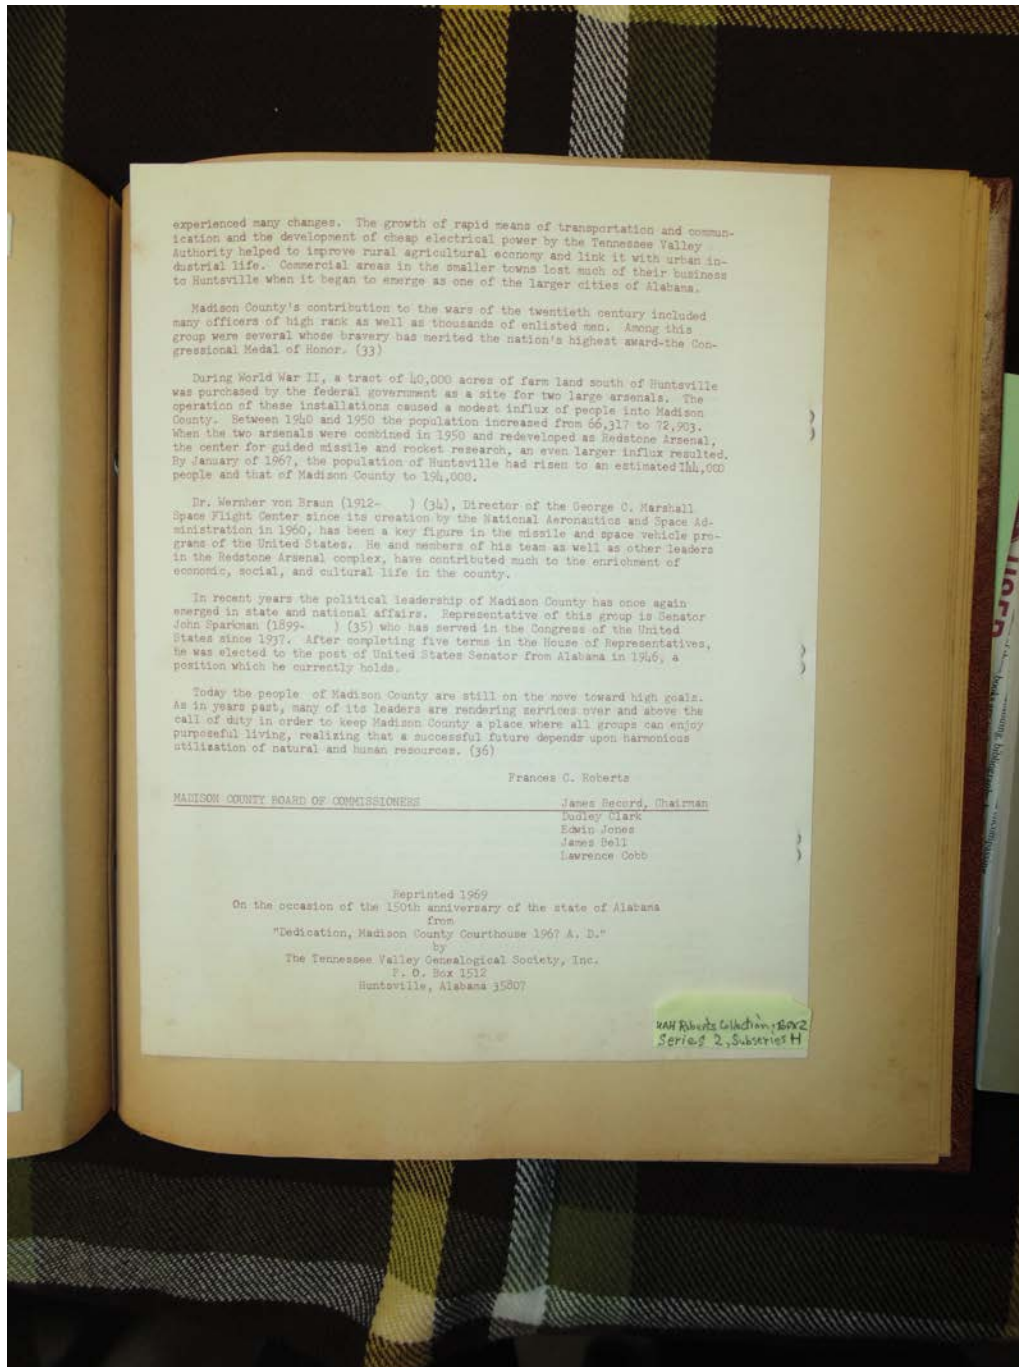 experienced many changes. The growth of rapid means of transportation and commun-
ication and the development of cheap electrical power by the Tennessee Valley
Authority helped to improve rural agricultural economy and link it with urban in-
dustrial life. Commercial areas in the smaller towns lost much of their business
to Huntsville when it began to emerge as one of the larger cities of Alabama.
Madison County's contribution to the wars of the twentieth century included
many officers of high rank as well as thousands of enlisted men. Among this
group were several whose bravery has merited the nation's highest award-the Con-
gressional Medal of Honor. (33)
During World War II, a tract of 40,000 acres of farm land south of Huntsville
was purchased by the federal government as a site for two large arsenals. The
operation of these installations caused a modest influx of people into Madison
County. Between 1940 and 1950 the population increased from 66,317 to 72,903.
When the two arsenals were combined in 1950 and redeveloped as Redstone Arsenal,
the center for guided missile and rocket research, an even larger influx resulted.
By January of 1967, the population of Huntsville had risen to an estimated 144,000
people and that of Madison County to 194,000.
Dr. Wernher von Braun (1912- ) (34), Director of the George C. Marshall
Space Flight Center since its creation by the National Aeronautics and Space Ad-
ministration in 1960, has been a key figure in the missile and space vehicle pro-
grams of the United States. He and members of his team as well as other leaders
in the Redstone Arsenal complex, have contributed much to the enrichment of
economic, social, and cultural life in the county.
In recent years the political leadership of Madison County has once again
emerged in state and national affairs. Representative of this group is Senator
John Sparkman (1899- ) (35) who has served in the Congress of the United
States since 1937. After completing five terms in the House of Representatives,
he was elected to the post of United States Senator from Alabama in 1946, a
position which he currently holds.
Today the people of Madison County are still on the move toward high goals.
As in years past, many of its leaders are rendering services over and above the
call of duty in order to keep Madison County a place where all groups can enjoy
purposeful living, realizing that a successful future depends upon harmonious
utilization of natural and human resources. (36)
Frances C. Roberts
MADISON COUNTY BOARD OF COMMISSIONERS James Record, Chairman
Dudley Clark
Edwin Jones
James Bell
Lawrence Cobb
Reprinted 1969
On the occasion of the 150th anniversary of the state of Alabama
from
"Dedication, Madison County Courthouse 1967 A. D."
by
The Tennessee Valley Genealogical Society, Inc.
P. O. Box 1512
Huntsville, Alabama 35807
UAH Roberts Collection, Box 2
Series 2, Subseries H